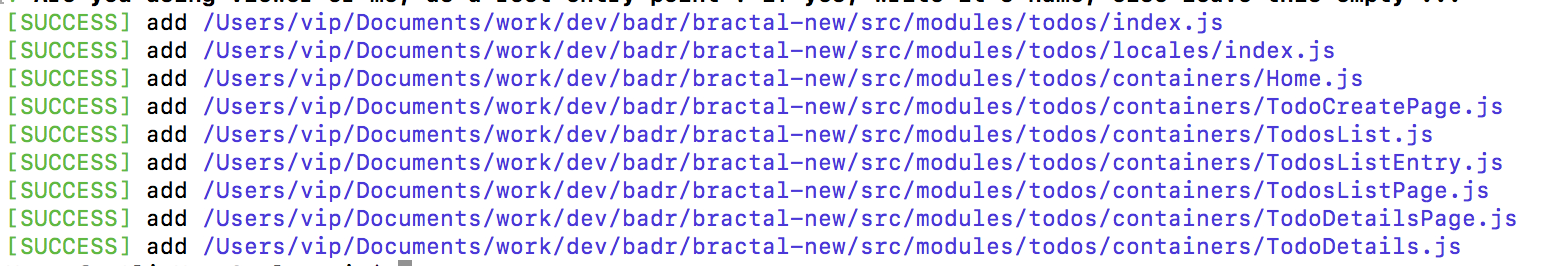 [SUCCESS] add /Users/vip/Documents/work/dev/badr/bractal-new/src/modules/todos/index.js
[SUCCESS] add /Users/vip/Documents/work/dev/badr/bractal-new/src/modules/todos/locales/index.js
[SUCCESS] add /Users/vip/Documents/work/dev/badr/bractal-new/src/modules/todos/containers/Home.js
[SUCCESS] add /Users/vip/Documents/work/dev/badr/bractal-new/src/modules/todos/containers/TodoCreatePage.js
[SUCCESS] add /Users/vip/Documents/work/dev/badr/bractal-new/src/modules/todos/containers/TodosList.js
[SUCCESS] add /Users/vip/Documents/work/dev/badr/bractal-new/src/modules/todos/containers/TodosListEntry.js
[SUCCESS] add /Users/vip/Documents/work/dev/badr/bractal-new/src/modules/todos/containers/TodosListPage.js
[SUCCESS] add /Users/vip/Documents/work/dev/badr/bractal-new/src/modules/todos/containers/TodoDetailsPage.js
[SUCCESS] add /Users/vip/Documents/work/dev/badr/bractal-new/src/modules/todos/containers/TodoDetails.js